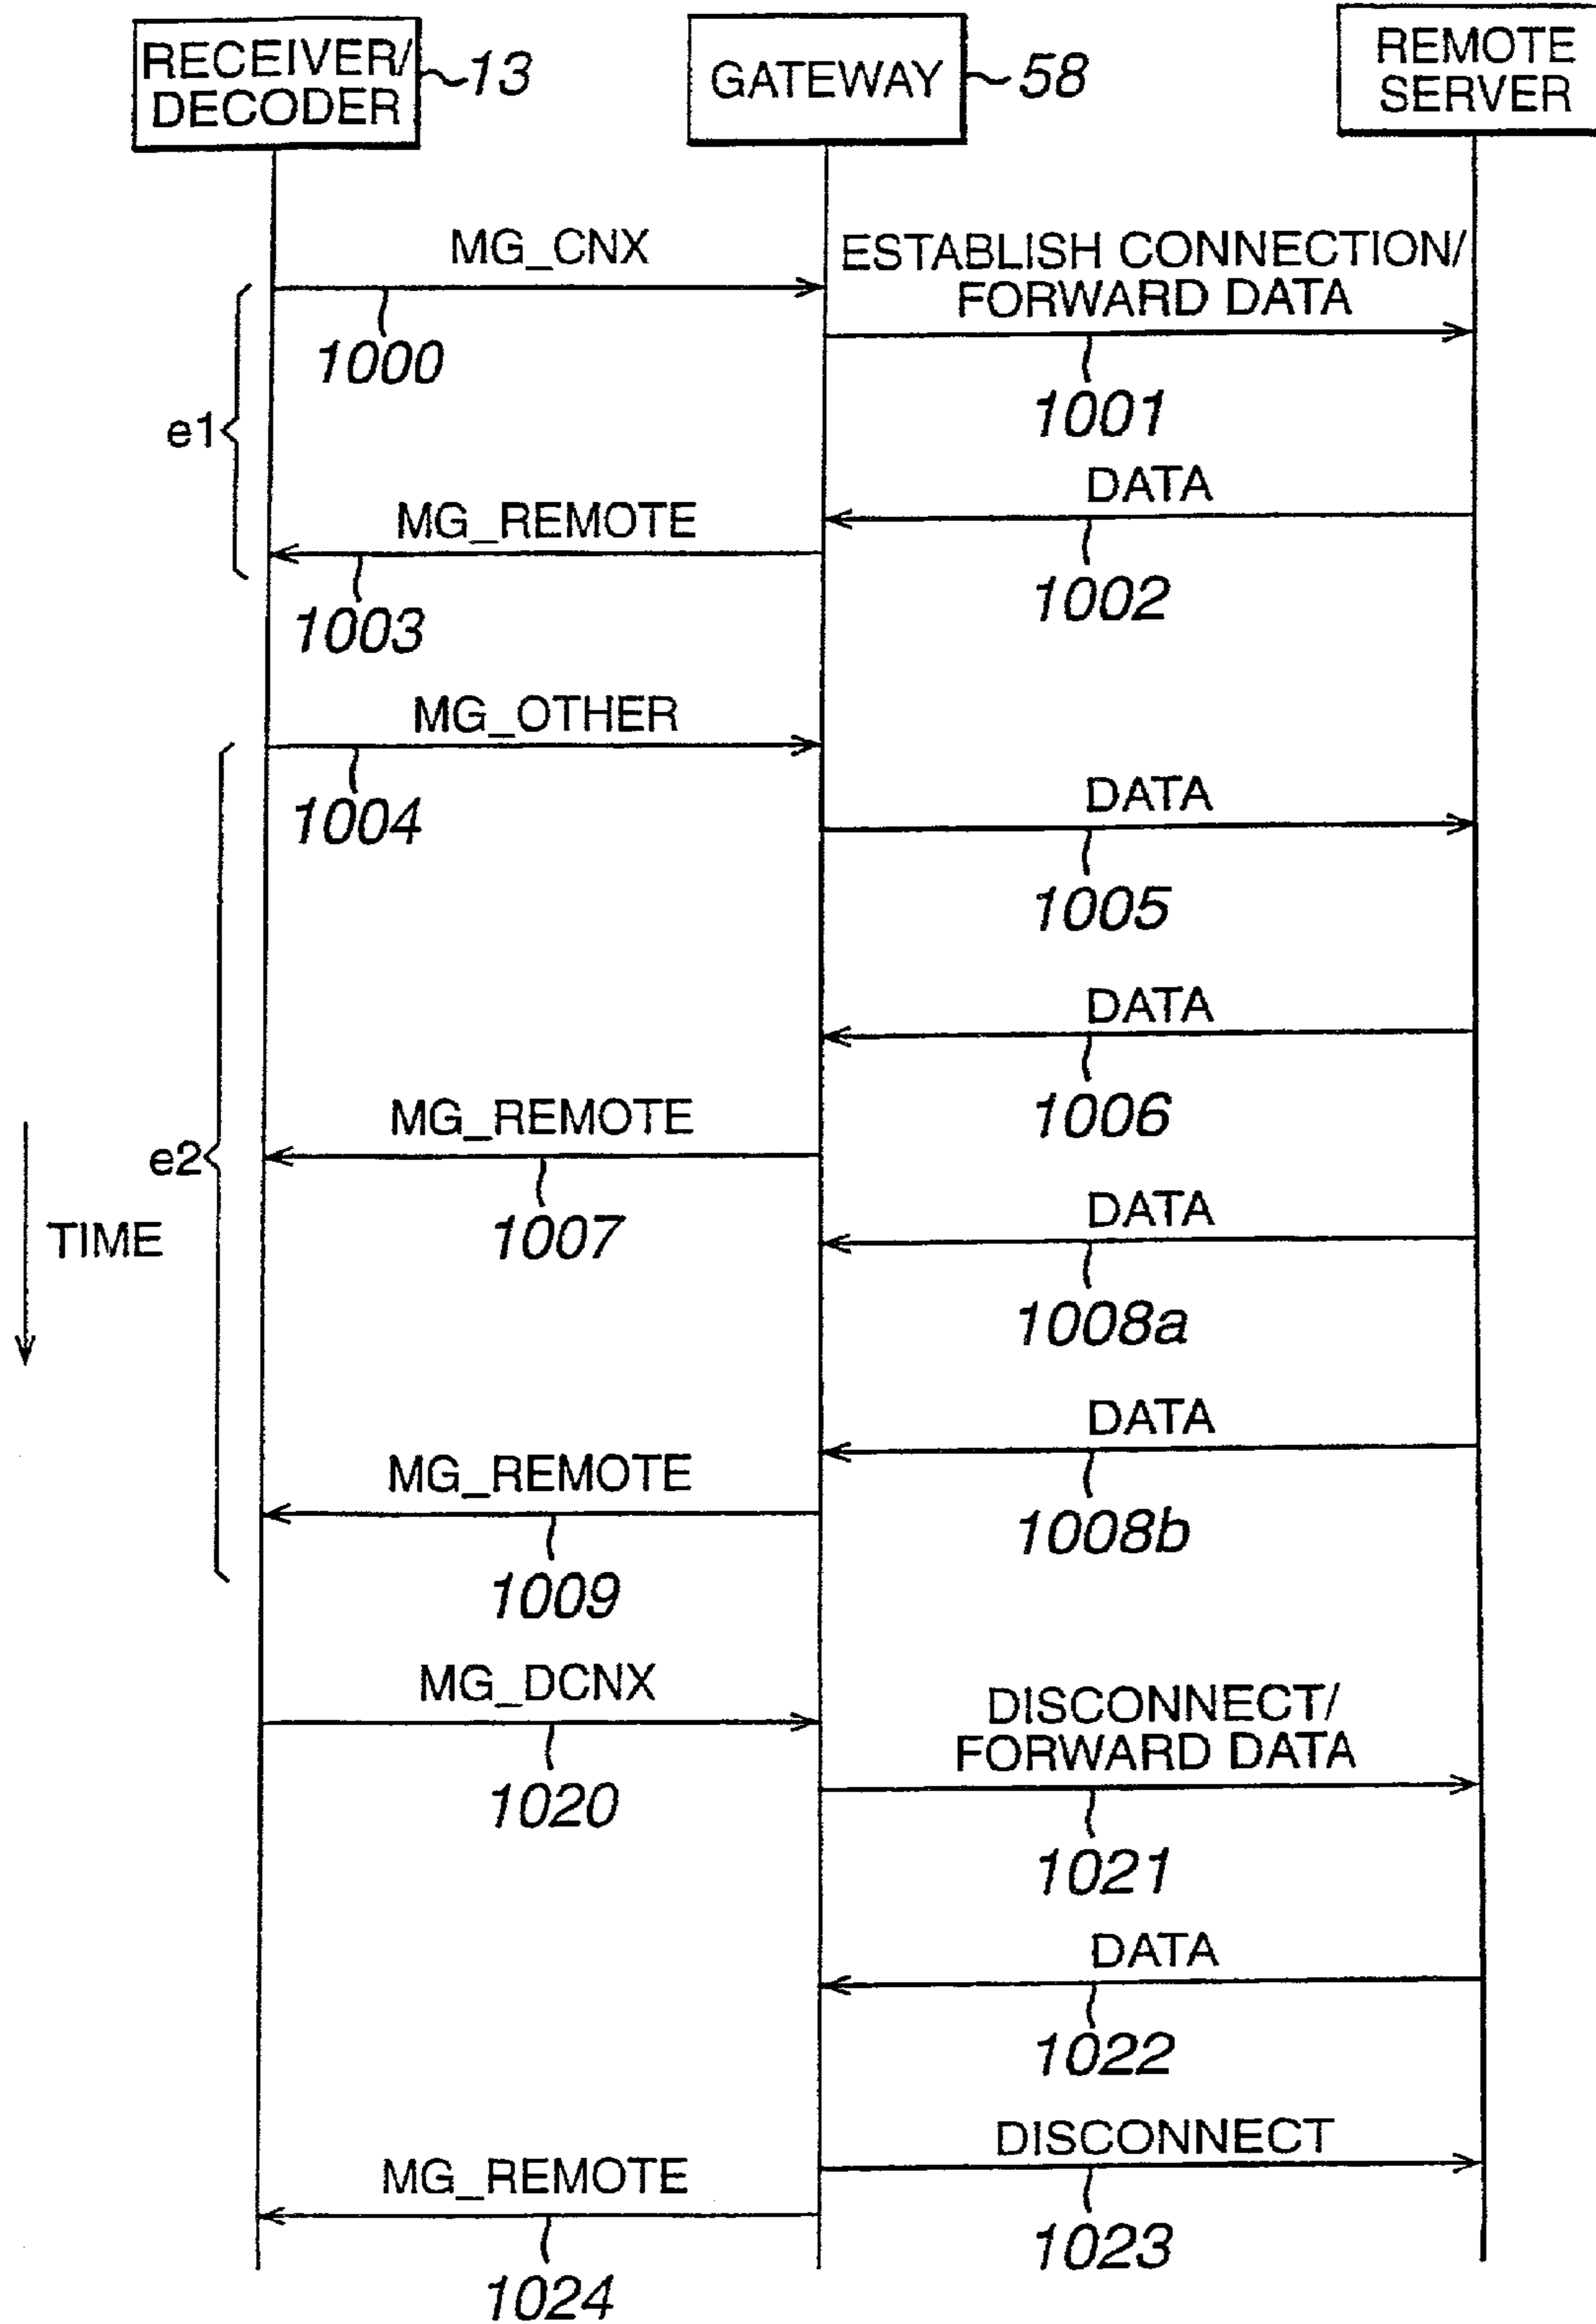 RECEIVER/
DECODER
13
GATEWAY
58
REMOTE
SERVER
MG_CNX
1000
ESTABLISH CONNECTION/
FORWARD DATA
1001
e1
DATA
1002
MG_REMOTE
1003
MG_OTHER
1004
DATA
1005
DATA
1006
MG_REMOTE
1007
e2
TIME
DATA
1008a
DATA
1008b
MG_REMOTE
1009
MG_DCNX
1020
DISCONNECT/
FORWARD DATA
1021
DATA
1022
DISCONNECT
1023
MG_REMOTE
1024